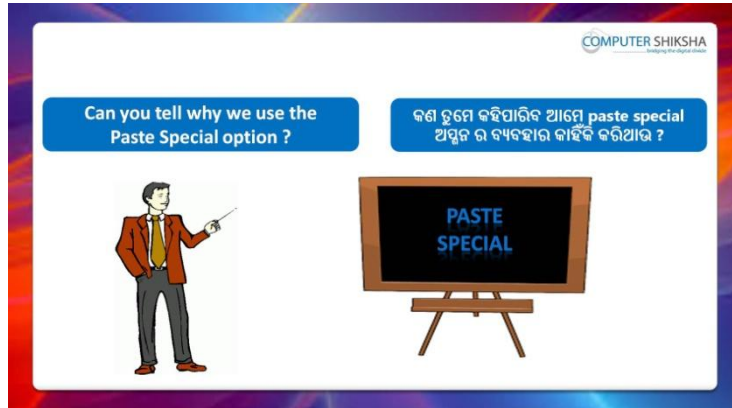 COMPUTER SHIKSHA
bridging the digital divide
Can you tell why we use the
Paste Special option ?
କଣ ତୁମେ କହିପାରିବ ଆମେ paste special
ଅପ୍ସନ ର ବ୍ୟବହାର କାହିଁକି କରିଥାଉ ?
PASTE
SPECIAL